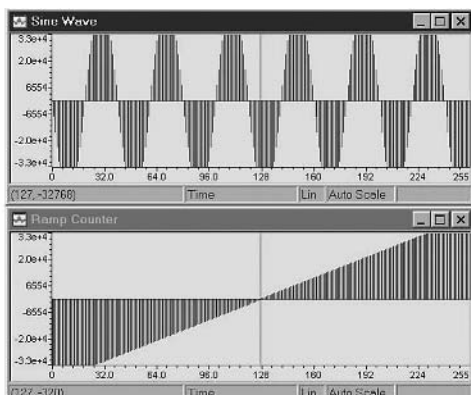 Sine Wave
3.3e+4
2.0e+4
6554
-6554
-2.0e+4
-3.3e+4
0 32.0 64.0 96.0 128 160 192 224 255
(127, -32768) Time Lin Auto Scale
Ramp Counter
3.3e+4
2.0e+4
6554
-6554
-2.0e+4
-3.3e+4
0 32.0 64.0 96.0 128 160 192 224 255
(127, -320) Time Lin Auto Scale